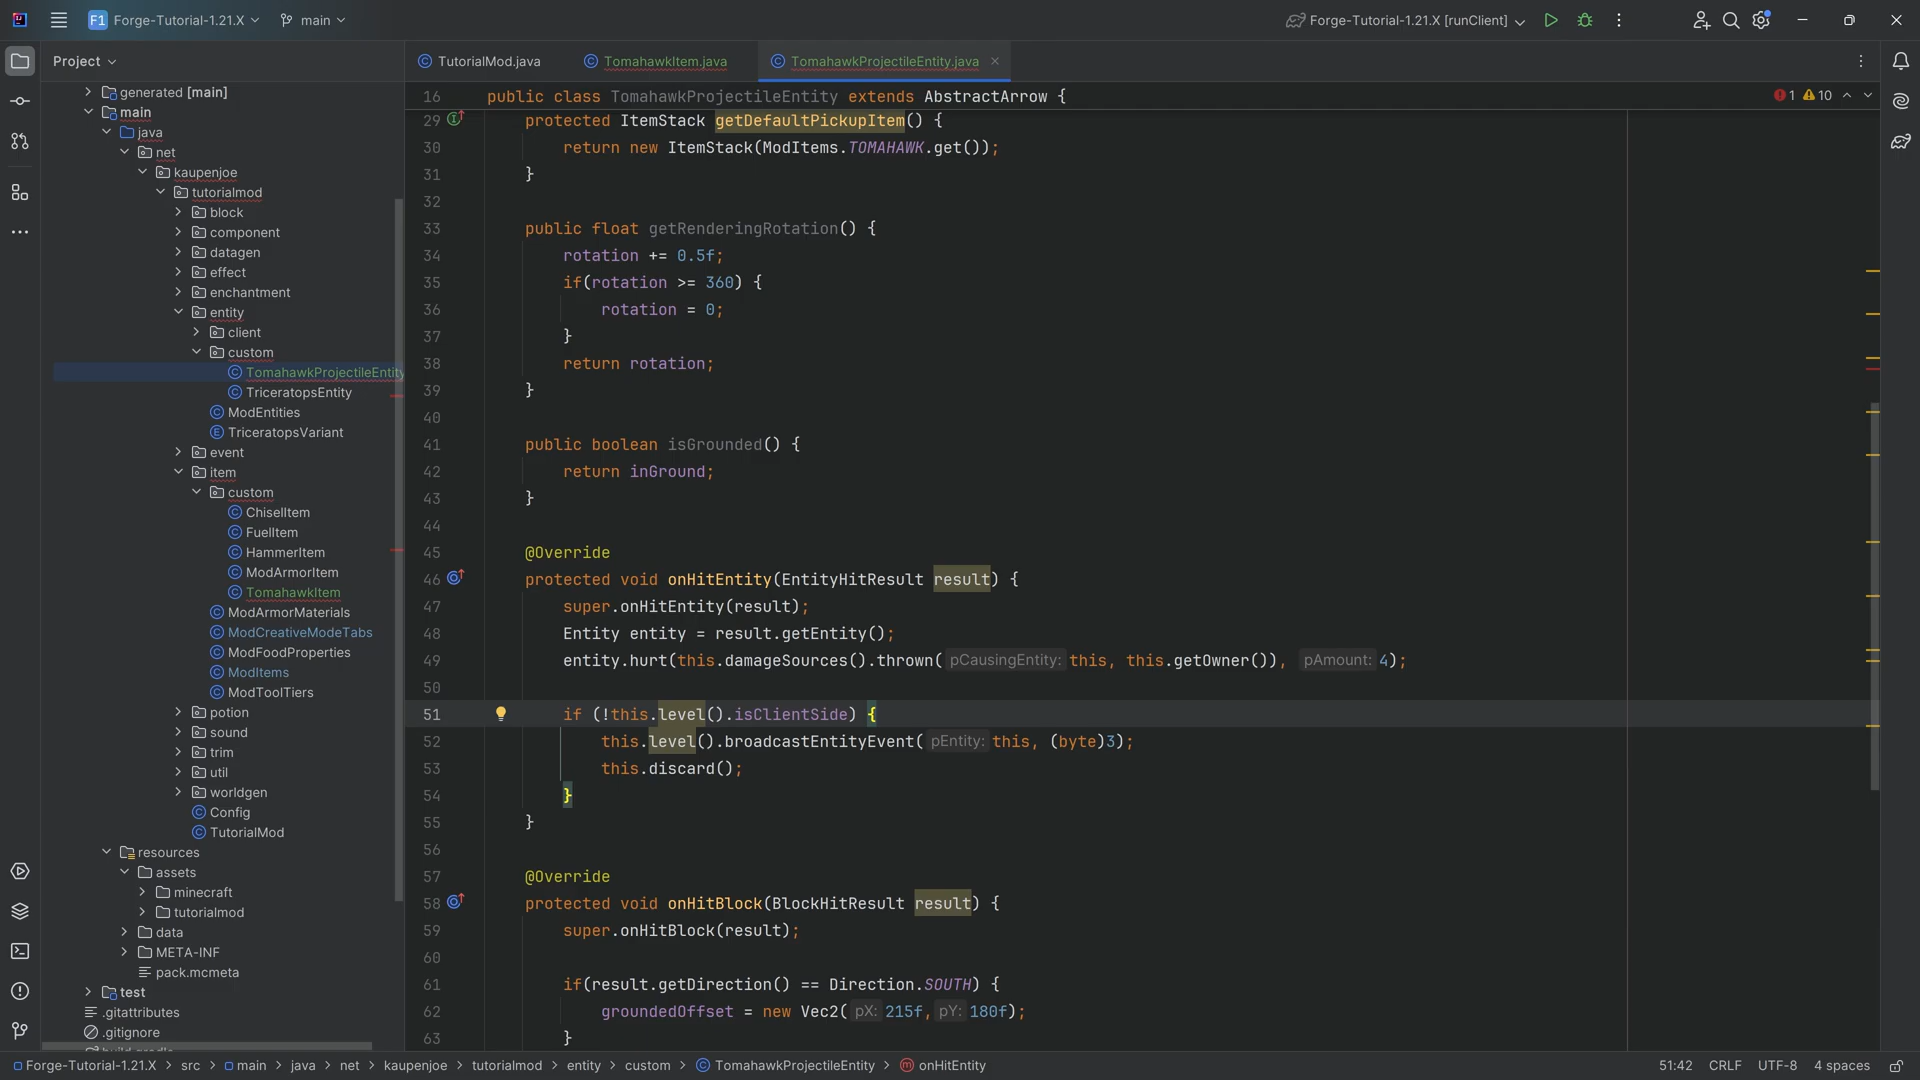 F1 Forge-Tutorial-1.21.X main
Forge-Tutorial-1.21.X [runClient]
Project
TutorialMod.java TomahawkItem.java TomahawkProjectileEntity.java
generated [main]
main
java
net
kaupenjoe
tutorialmod
block
component
datagen
effect
enchantment
entity
client
custom
TomahawkProjectileEntity
TriceratopsEntity
ModEntities
TriceratopsVariant
event
item
custom
ChiselItem
FuelItem
HammerItem
ModArmorItem
TomahawkItem
ModArmorMaterials
ModCreativeModeTabs
ModFoodProperties
ModItems
ModToolTiers
potion
sound
trim
util
worldgen
Config
TutorialMod
resources
assets
minecraft
tutorialmod
data
META-INF
pack.mcmeta
test
.gitattributes
.gitignore
16 public class TomahawkProjectileEntity extends AbstractArrow {
1 10
29 protected ItemStack getDefaultPickupItem() {
30 return new ItemStack(ModItems.TOMAHAWK.get());
31 }
32
33 public float getRenderingRotation() {
34 rotation += 0.5f;
35 if(rotation >= 360) {
36 rotation = 0;
37 }
38 return rotation;
39 }
40
41 public boolean isGrounded() {
42 return inGround;
43 }
44
45 @Override
46 protected void onHitEntity(EntityHitResult result) {
47 super.onHitEntity(result);
48 Entity entity = result.getEntity();
49 entity.hurt(this.damageSources().thrown( pCausingEntity: this, this.getOwner()), pAmount: 4);
50
51 if (!this.level().isClientSide) {
52 this.level().broadcastEntityEvent( pEntity: this, (byte)3);
53 this.discard();
54 }
55 }
56
57 @Override
58 protected void onHitBlock(BlockHitResult result) {
59 super.onHitBlock(result);
60
61 if(result.getDirection() == Direction.SOUTH) {
62 groundedOffset = new Vec2( pX: 215f, pY: 180f);
63 }
Forge-Tutorial-1.21.X > src > main > java > net > kaupenjoe > tutorialmod > entity > custom > TomahawkProjectileEntity > onHitEntity
51:42 CRLF UTF-8 4 spaces